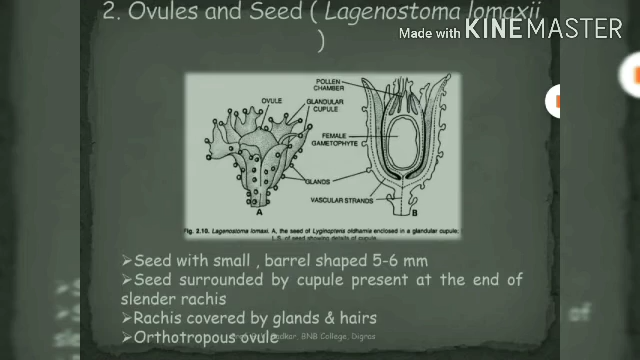 2. Ovules and Seed ( Lagenostoma lomaxii
)
Made with KINEMASTER
POLLEN
CHAMBER
OVULE
GLANDULAR
CUPULE
FEMALE
GAMETOPHYTE
GLANDS
VASCULAR STRANDS
A
B
Fig. 2.10. Lagenostoma lomaxi. A, the seed of Lyginopteris oldhamia enclosed in a glandular cupule;
L.S. of seed showing details of cupule.
➢Seed with small , barrel shaped 5-6 mm
➢Seed surrounded by cupule present at the end of
slender rachis
➢Rachis covered by glands & hairs
➢Orthotropous ovule
BNB College, Digras